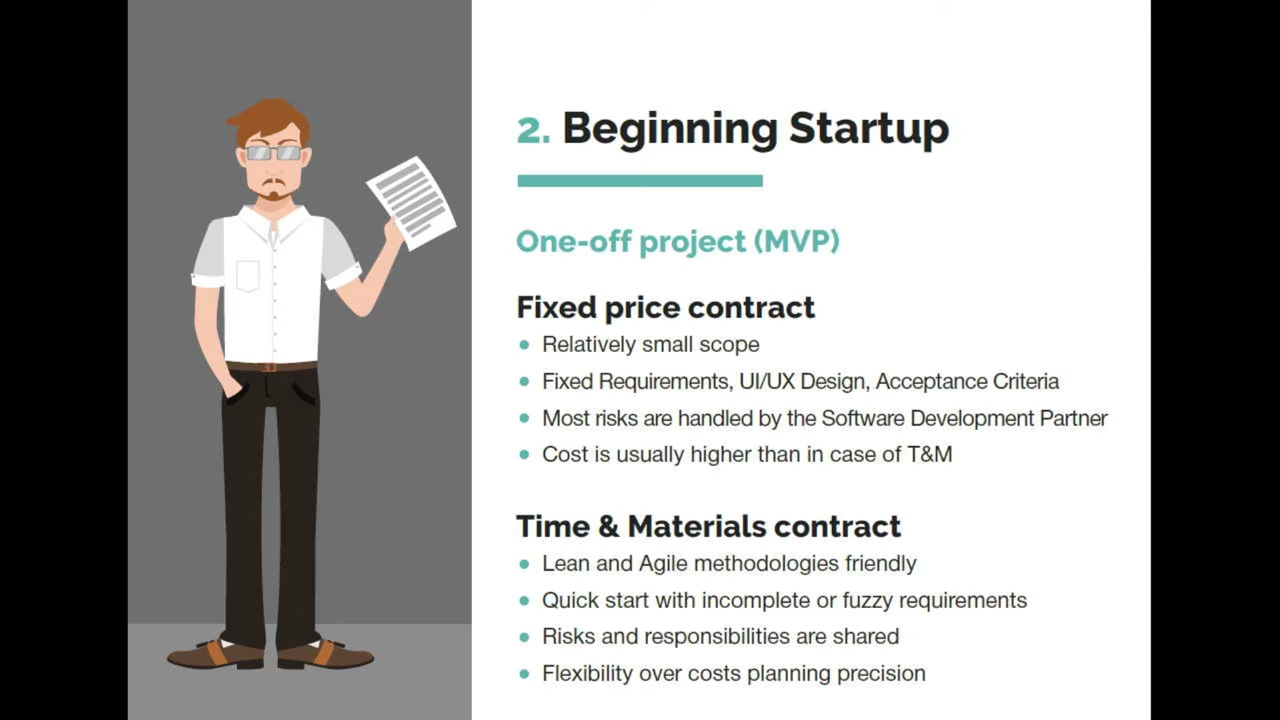 2. Beginning Startup
One-off project (MVP)
Fixed price contract
Relatively small scope
Fixed Requirements, UI/UX Design, Acceptance Criteria
Most risks are handled by the Software Development Partner
Cost is usually higher than in case of T&M
Time & Materials contract
Lean and Agile methodologies friendly
Quick start with incomplete or fuzzy requirements
Risks and responsibilities are shared
Flexibility over costs planning precision